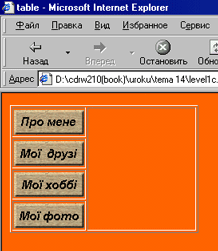 table - Microsoft Internet Explorer
Файл Правка Вид Избранное Сервис
Назад Вперед Остановить
Адрес D:\cdrw210(book)\uroku\tema 14\level1c.
Про мене
Мої друзі
Мої хоббі
Мої фото